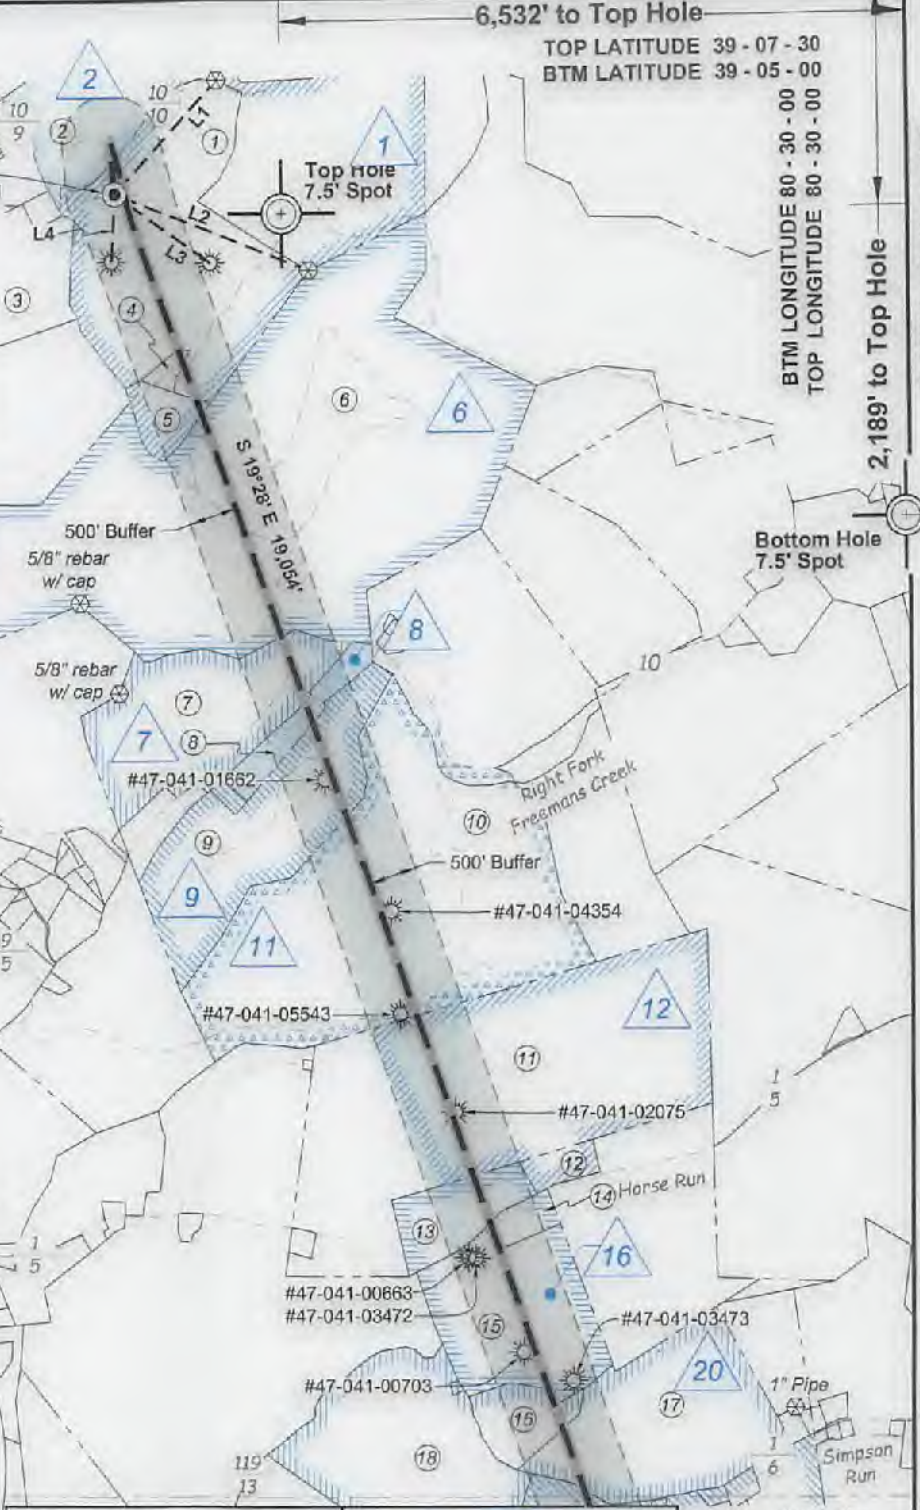 6,532' to Top Hole
TOP LATITUDE 39 - 07 - 30
BTM LATITUDE 39 - 05 - 00
BTM LONGITUDE 80 - 30 - 00
TOP LONGITUDE 80 - 30 - 00
2,189' to Top Hole
2
10
10
10
9
2
L1
1
1
Top Hole
7.5' Spot
L2
L4
L3
3
4
6
6
5
S 19°28' E 19,054'
500' Buffer
Bottom Hole
7.5' Spot
5/8" rebar
w/ cap
8
10
5/8" rebar
w/ cap
7
7
8
#47-041-01662
Right Fork
Freemans Creek
10
9
500' Buffer
9
#47-041-04354
11
9
5
12
#47-041-05543
11
1
5
#47-041-02075
12
14
Horse Run
13
1
5
16
#47-041-00663
#47-041-03472
15
#47-041-03473
20
#47-041-00703
1" Pipe
17
16
18
1
6
Simpson
Run
119
13